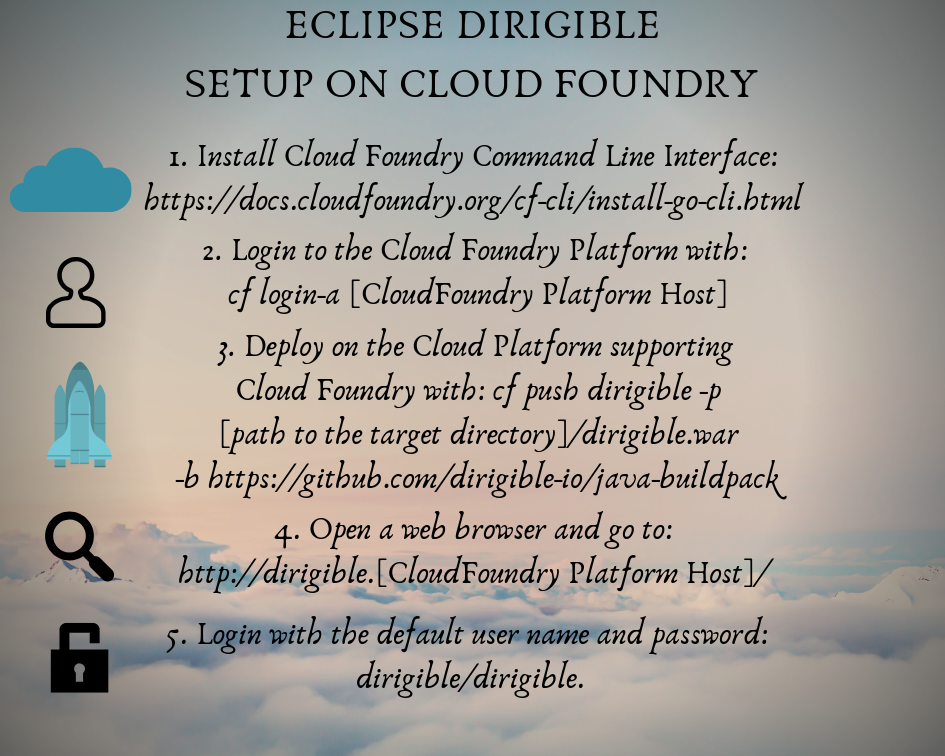 ECLIPSE DIRIGIBLE
SETUP ON CLOUD FOUNDRY
1. Install Cloud Foundry Command Line Interface:
https://docs.cloudfoundry.org/cf-cli/install-go-cli.html
2. Login to the Cloud Foundry Platform with:
cf login-a [CloudFoundry Platform Host]
3. Deploy on the Cloud Platform supporting
Cloud Foundry with: cf push dirigible -p
[path to the target directory]/dirigible.war
-b https://github.com/dirigible-io/java-buildpack
4. Open a web browser and go to:
http://dirigible.[CloudFoundry Platform Host]/
5. Login with the default user name and password:
dirigible/dirigible.